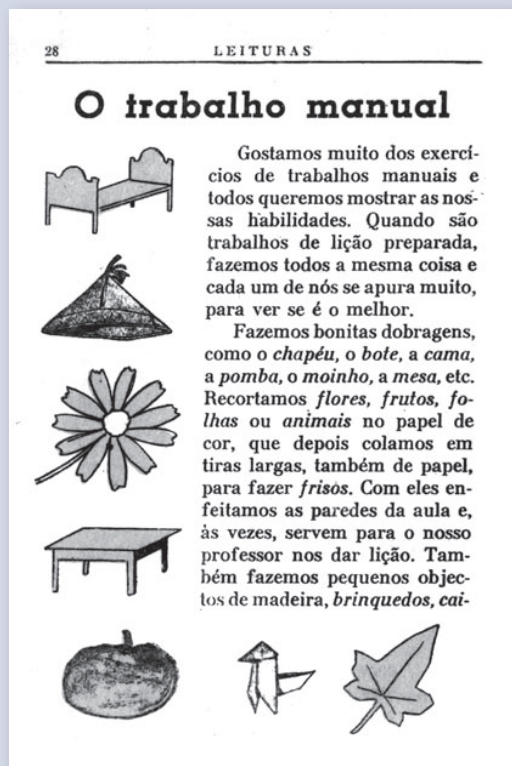 28
LEITURAS
O trabalho manual
Gostamos muito dos exercí-
cios de trabalhos manuais e
todos queremos mostrar as nos-
sas habilidades. Quando são
trabalhos de lição preparada,
fazemos todos a mesma coisa e
cada um de nós se apura muito,
para ver se é o melhor.
Fazemos bonitas dobragens,
como o chapéu, o bote, a cama,
a pomba, o moinho, a mesa, etc.
Recortamos flores, frutos, fo-
lhas ou animais no papel de
cor, que depois colamos em
tiras largas, também de papel,
para fazer frisos. Com eles en-
feitamos as paredes da aula e,
às vezes, servem para o nosso
professor nos dar lição. Tam-
bém fazemos pequenos objec-
tos de madeira, brinquedos, cai-